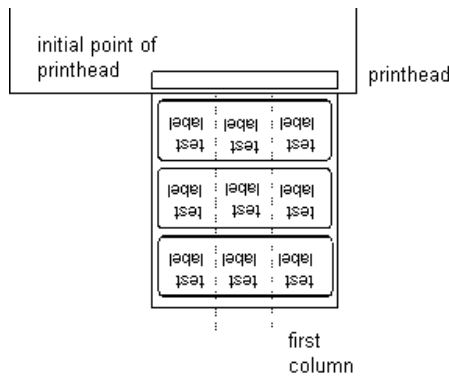 initial point of
printhead
printhead
test test test
label label label
test test test
label label label
test test test
label label label
first
column